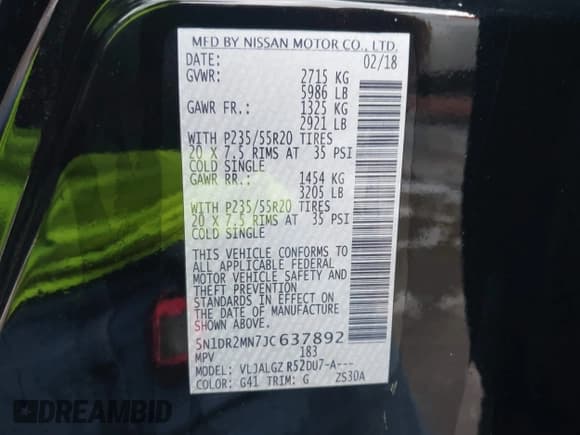 MFD BY NISSAN MOTOR CO., LTD.
DATE: 02/18
GVWR: 2715 KG
5986 LB
GAWR FR.: 1325 KG
2921 LB
WITH P235/55R20 TIRES
20 X 7.5 RIMS AT 35 PSI
COLD SINGLE
GAWR RR.: 1454 KG
3205 LB
WITH P235/55R20 TIRES
20 X 7.5 RIMS AT 35 PSI
COLD SINGLE
THIS VEHICLE CONFORMS TO
ALL APPLICABLE FEDERAL
MOTOR VEHICLE SAFETY AND
THEFT PREVENTION
STANDARDS IN EFFECT ON
THE DATE OF MANUFACTURE
SHOWN ABOVE.
5N1DR2MN7JC637892
MPV 183
MODEL: VLJALGZ R52DU7-A---
COLOR: G41 TRIM: G ZS30A
DREAMBID